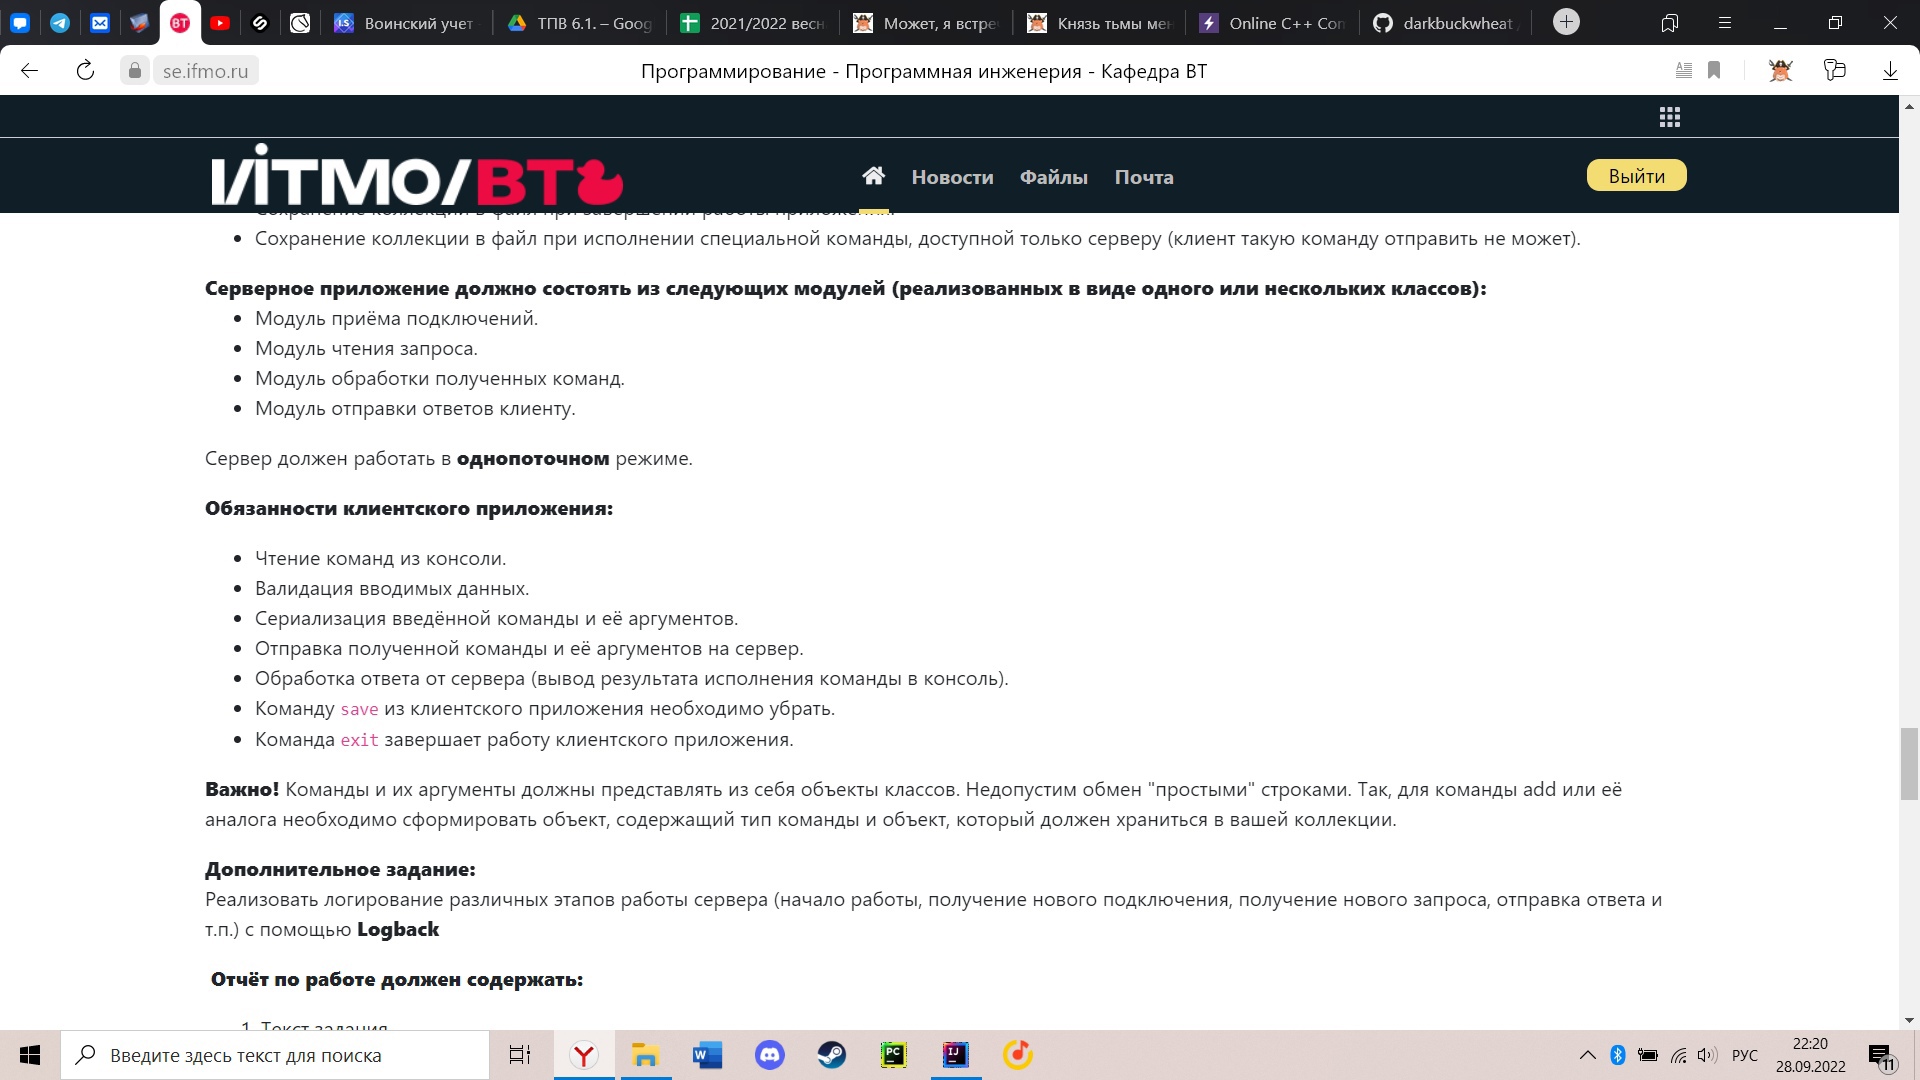 Воинский учет
ТПВ 6.1. – Goog
2021/2022 весн
Может, я встре
Князь тьмы мен
Online C++ Com
darkbuckwheat /
se.ifmo.ru
Программирование - Программная инженерия - Кафедра ВТ
ИТМО/ВТ
Новости
Файлы
Почта
Выйти
Сохранение коллекции в файл при завершении работы приложения.
Сохранение коллекции в файл при исполнении специальной команды, доступной только серверу (клиент такую команду отправить не может).
Серверное приложение должно состоять из следующих модулей (реализованных в виде одного или нескольких классов):
Модуль приёма подключений.
Модуль чтения запроса.
Модуль обработки полученных команд.
Модуль отправки ответов клиенту.
Сервер должен работать в однопоточном режиме.
Обязанности клиентского приложения:
Чтение команд из консоли.
Валидация вводимых данных.
Сериализация введённой команды и её аргументов.
Отправка полученной команды и её аргументов на сервер.
Обработка ответа от сервера (вывод результата исполнения команды в консоль).
Команду save из клиентского приложения необходимо убрать.
Команда exit завершает работу клиентского приложения.
Важно! Команды и их аргументы должны представлять из себя объекты классов. Недопустим обмен "простыми" строками. Так, для команды add или её
аналога необходимо сформировать объект, содержащий тип команды и объект, который должен храниться в вашей коллекции.
Дополнительное задание:
Реализовать логирование различных этапов работы сервера (начало работы, получение нового подключения, получение нового запроса, отправка ответа и
т.п.) с помощью Logback
Отчёт по работе должен содержать:
1. Текст задания.
Введите здесь текст для поиска
РУС
22:20
28.09.2022
11